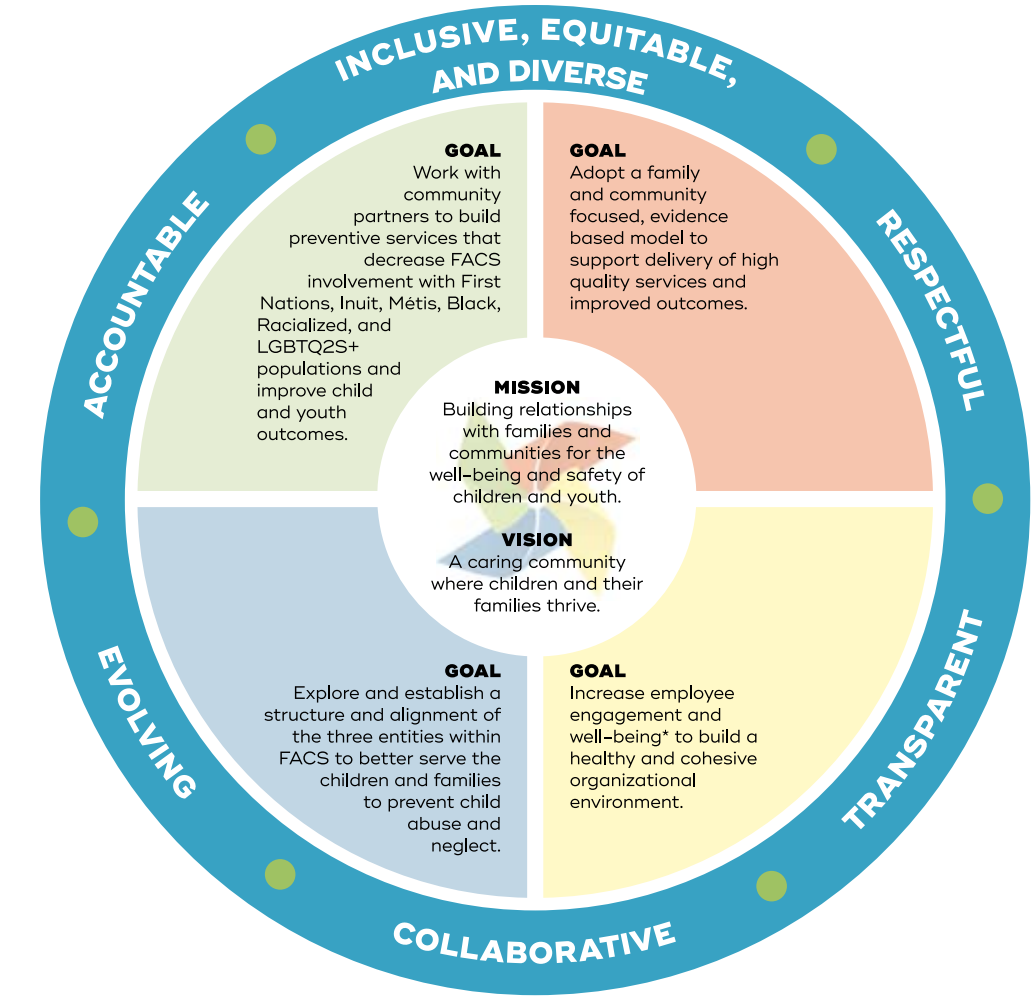 INCLUSIVE, EQUITABLE,
AND DIVERSE
RESPECTFUL
TRANSPARENT
COLLABORATIVE
EVOLVING
ACCOUNTABLE
GOAL
Work with
community
partners to build
preventive services that
decrease FACS
involvement with First
Nations, Inuit, Métis, Black,
Racialized, and
LGBTQ2S+
populations and
improve child
and youth
outcomes.
GOAL
Adopt a family
and community
focused, evidence
based model to
support delivery of high
quality services and
improved outcomes.
MISSION
Building relationships
with families and
communities for the
well-being and safety of
children and youth.
VISION
A caring community
where children and their
families thrive.
GOAL
Explore and establish a
structure and alignment of
the three entities within
FACS to better serve the
children and families
to prevent child
abuse and
neglect.
GOAL
Increase employee
engagement and
well-being* to build a
healthy and cohesive
organizational
environment.